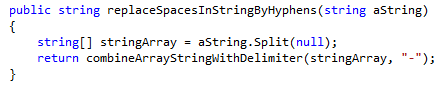 public string replaceSpacesInStringByHyphens(string aString)
{
    string[] stringArray = aString.Split(null);
    return combineArrayStringWithDelimiter(stringArray, "-");
}